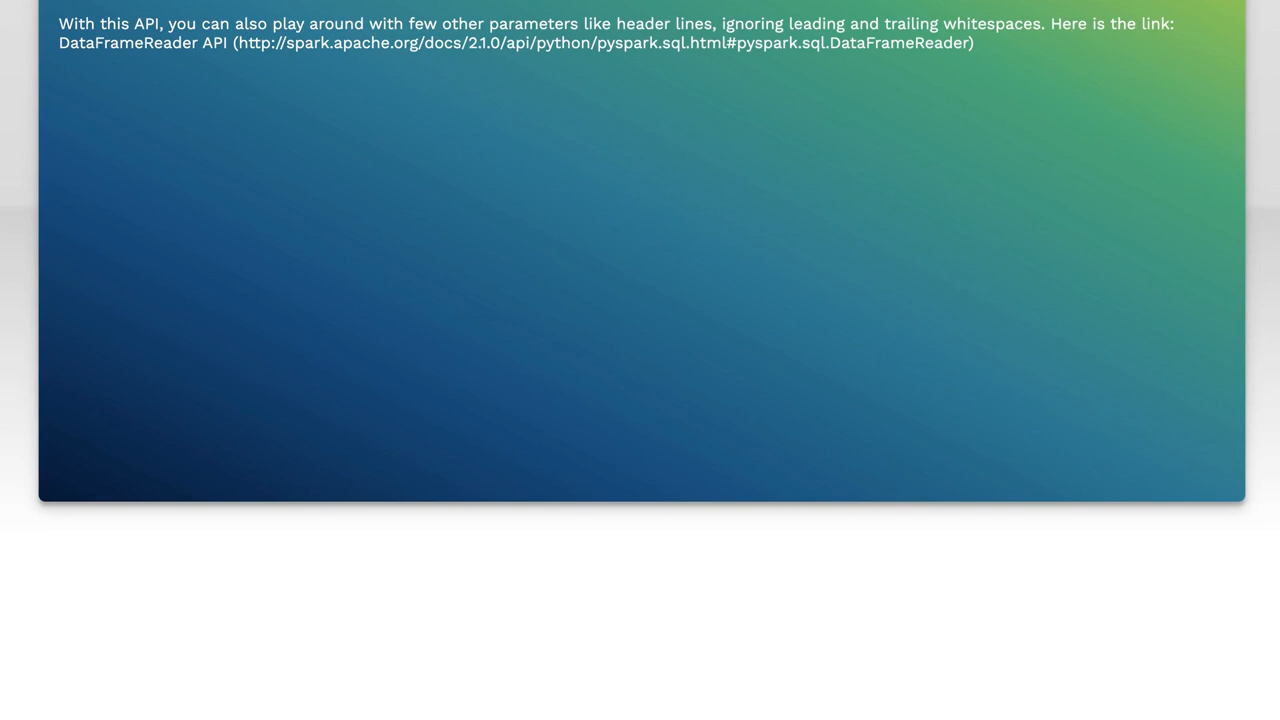 With this API, you can also play around with few other parameters like header lines, ignoring leading and trailing whitespaces. Here is the link:
DataFrameReader API (http://spark.apache.org/docs/2.1.0/api/python/pyspark.sql.html#pyspark.sql.DataFrameReader)